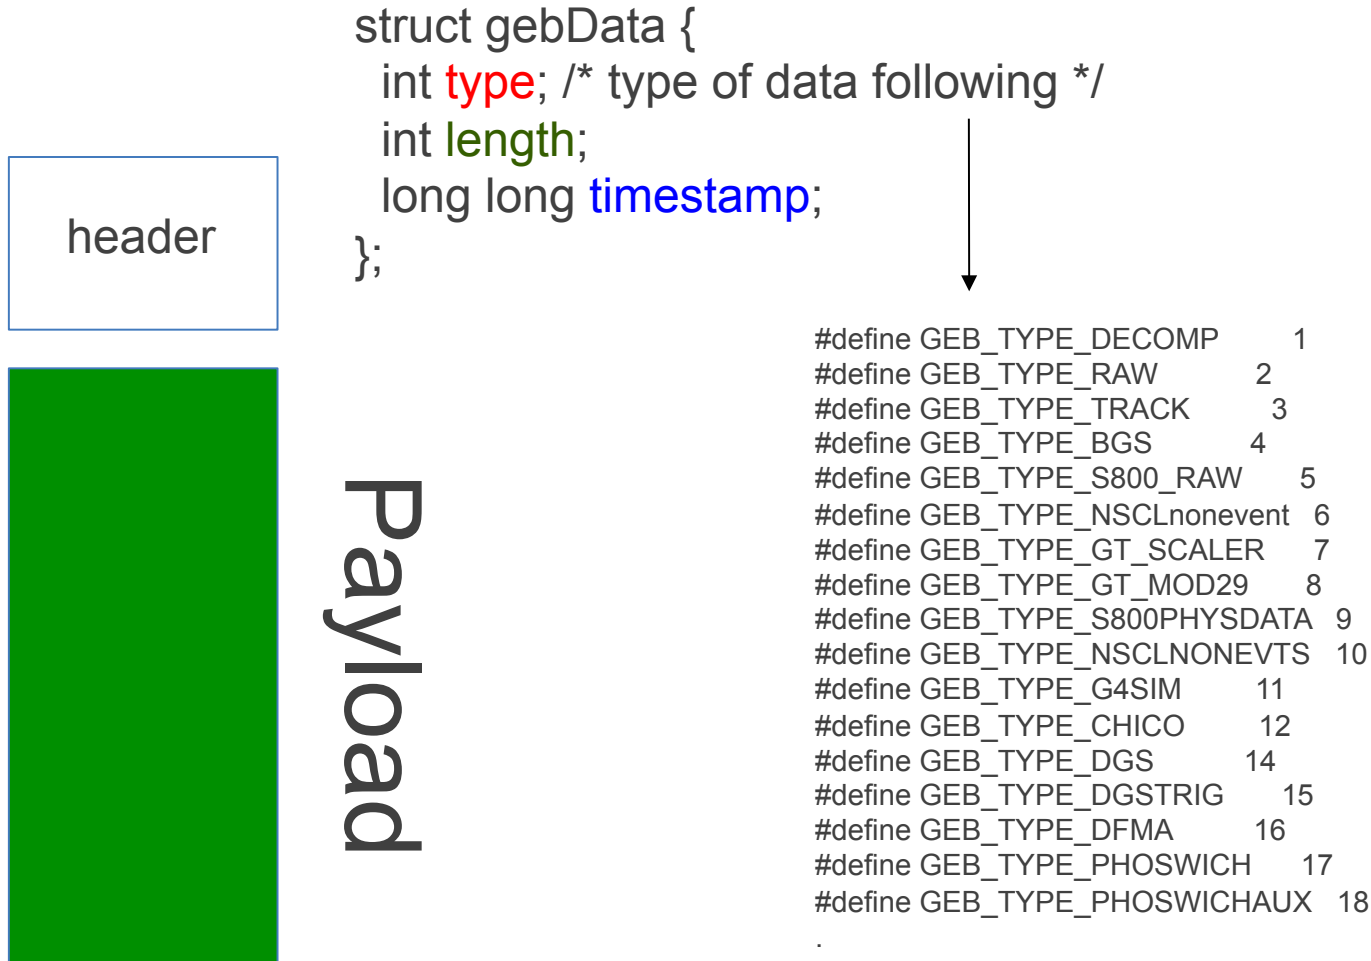 struct gebData {
int type; /* type of data following */
int length;
long long timestamp;
};
header
Payload
#define GEB_TYPE_DECOMP 1
#define GEB_TYPE_RAW 2
#define GEB_TYPE_TRACK 3
#define GEB_TYPE_BGS 4
#define GEB_TYPE_S800_RAW 5
#define GEB_TYPE_NSCLnonevent 6
#define GEB_TYPE_GT_SCALER 7
#define GEB_TYPE_GT_MOD29 8
#define GEB_TYPE_S800PHYSDATA 9
#define GEB_TYPE_NSCLNONEVTS 10
#define GEB_TYPE_G4SIM 11
#define GEB_TYPE_CHICO 12
#define GEB_TYPE_DGS 14
#define GEB_TYPE_DGSTRIG 15
#define GEB_TYPE_DFMA 16
#define GEB_TYPE_PHOSWICH 17
#define GEB_TYPE_PHOSWICHAUX 18
.